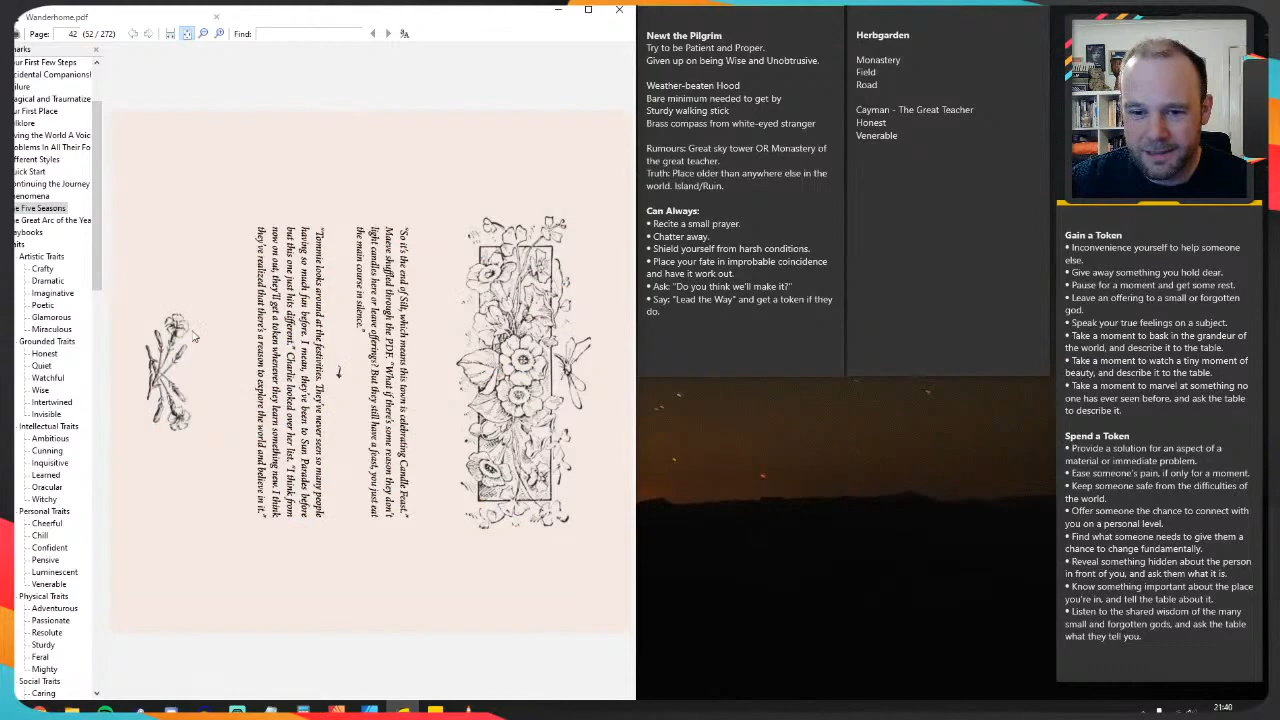 Wanderhome.pdf
Page: 42 (52 / 272) Find:
arks
ur First Few Steps
cidental Companionsl
ilure
agical and Traumatize
ur First Place
lklore
ving the World A Voic
oblems In All Their Fo
fferent Styles
uick Start
ontinuing the Journey
henomena
e Five Seasons
e Great Arc of the Yea
aybooks
aits
Artistic Traits
Crafty
Dramatic
Imaginative
Poetic
Glamorous
Miraculous
Grounded Traits
Honest
Quiet
Watchful
Wise
Intertwined
Invisible
Intellectual Traits
Ambitious
Cunning
Inquisitive
Learned
Oracular
Witchy
Personal Traits
Cheerful
Chill
Confident
Pensive
Luminescent
Venerable
Physical Traits
Adventurous
Passionate
Resolute
Sturdy
Feral
Mighty
Social Traits
Caring
"So it's the end of Silt, which means this town is celebrating Candle Feast."
Maeve shuffled through the PDF. "What if there's some reason they don't
light candles here or leave offerings? But they still have a feast, you just eat
the main course in silence."
"Tommie looks around at the festivities. They've never seen so many people
having so much fun before. I mean, they've been to Sun Parades before
but this one just hits different." Charlie looked over her list. "I think from
now on out, they'll get a token whenever they learn something new. I think
they've realized that there's a reason to explore the world and believe in it."
Newt the Pilgrim
Try to be Patient and Proper.
Given up on being Wise and Unobtrusive.
Weather-beaten Hood
Bare minimum needed to get by
Sturdy walking stick
Brass compass from white-eyed stranger
Rumours: Great sky tower OR Monastery of
the great teacher.
Truth: Place older than anywhere else in the
world. Island/Ruin.
Can Always:
• Recite a small prayer.
• Chatter away.
• Shield yourself from harsh conditions.
• Place your fate in improbable coincidence
and have it work out.
• Ask: "Do you think we'll make it?"
• Say: "Lead the Way" and get a token if they
do.
Herbgarden
Monastery
Field
Road
Cayman - The Great Teacher
Honest
Venerable
Gain a Token
• Inconvenience yourself to help someone
else.
• Give away something you hold dear.
• Pause for a moment and get some rest.
• Leave an offering to a small or forgotten
god.
• Speak your true feelings on a subject.
• Take a moment to bask in the grandeur of
the world, and describe it to the table.
• Take a moment to watch a tiny moment of
beauty, and describe it to the table.
• Take a moment to marvel at something no
one has ever seen before, and ask the table
to describe it.
Spend a Token
• Provide a solution for an aspect of a
material or immediate problem.
• Ease someone's pain, if only for a moment.
• Keep someone safe from the difficulties of
the world.
• Offer someone the chance to connect with
you on a personal level.
• Find what someone needs to give them a
chance to change fundamentally.
• Reveal something hidden about the person
in front of you, and ask them what it is.
• Know something important about the place
you're in, and tell the table about it.
• Listen to the shared wisdom of the many
small and forgotten gods, and ask the table
what they tell you.
21:40